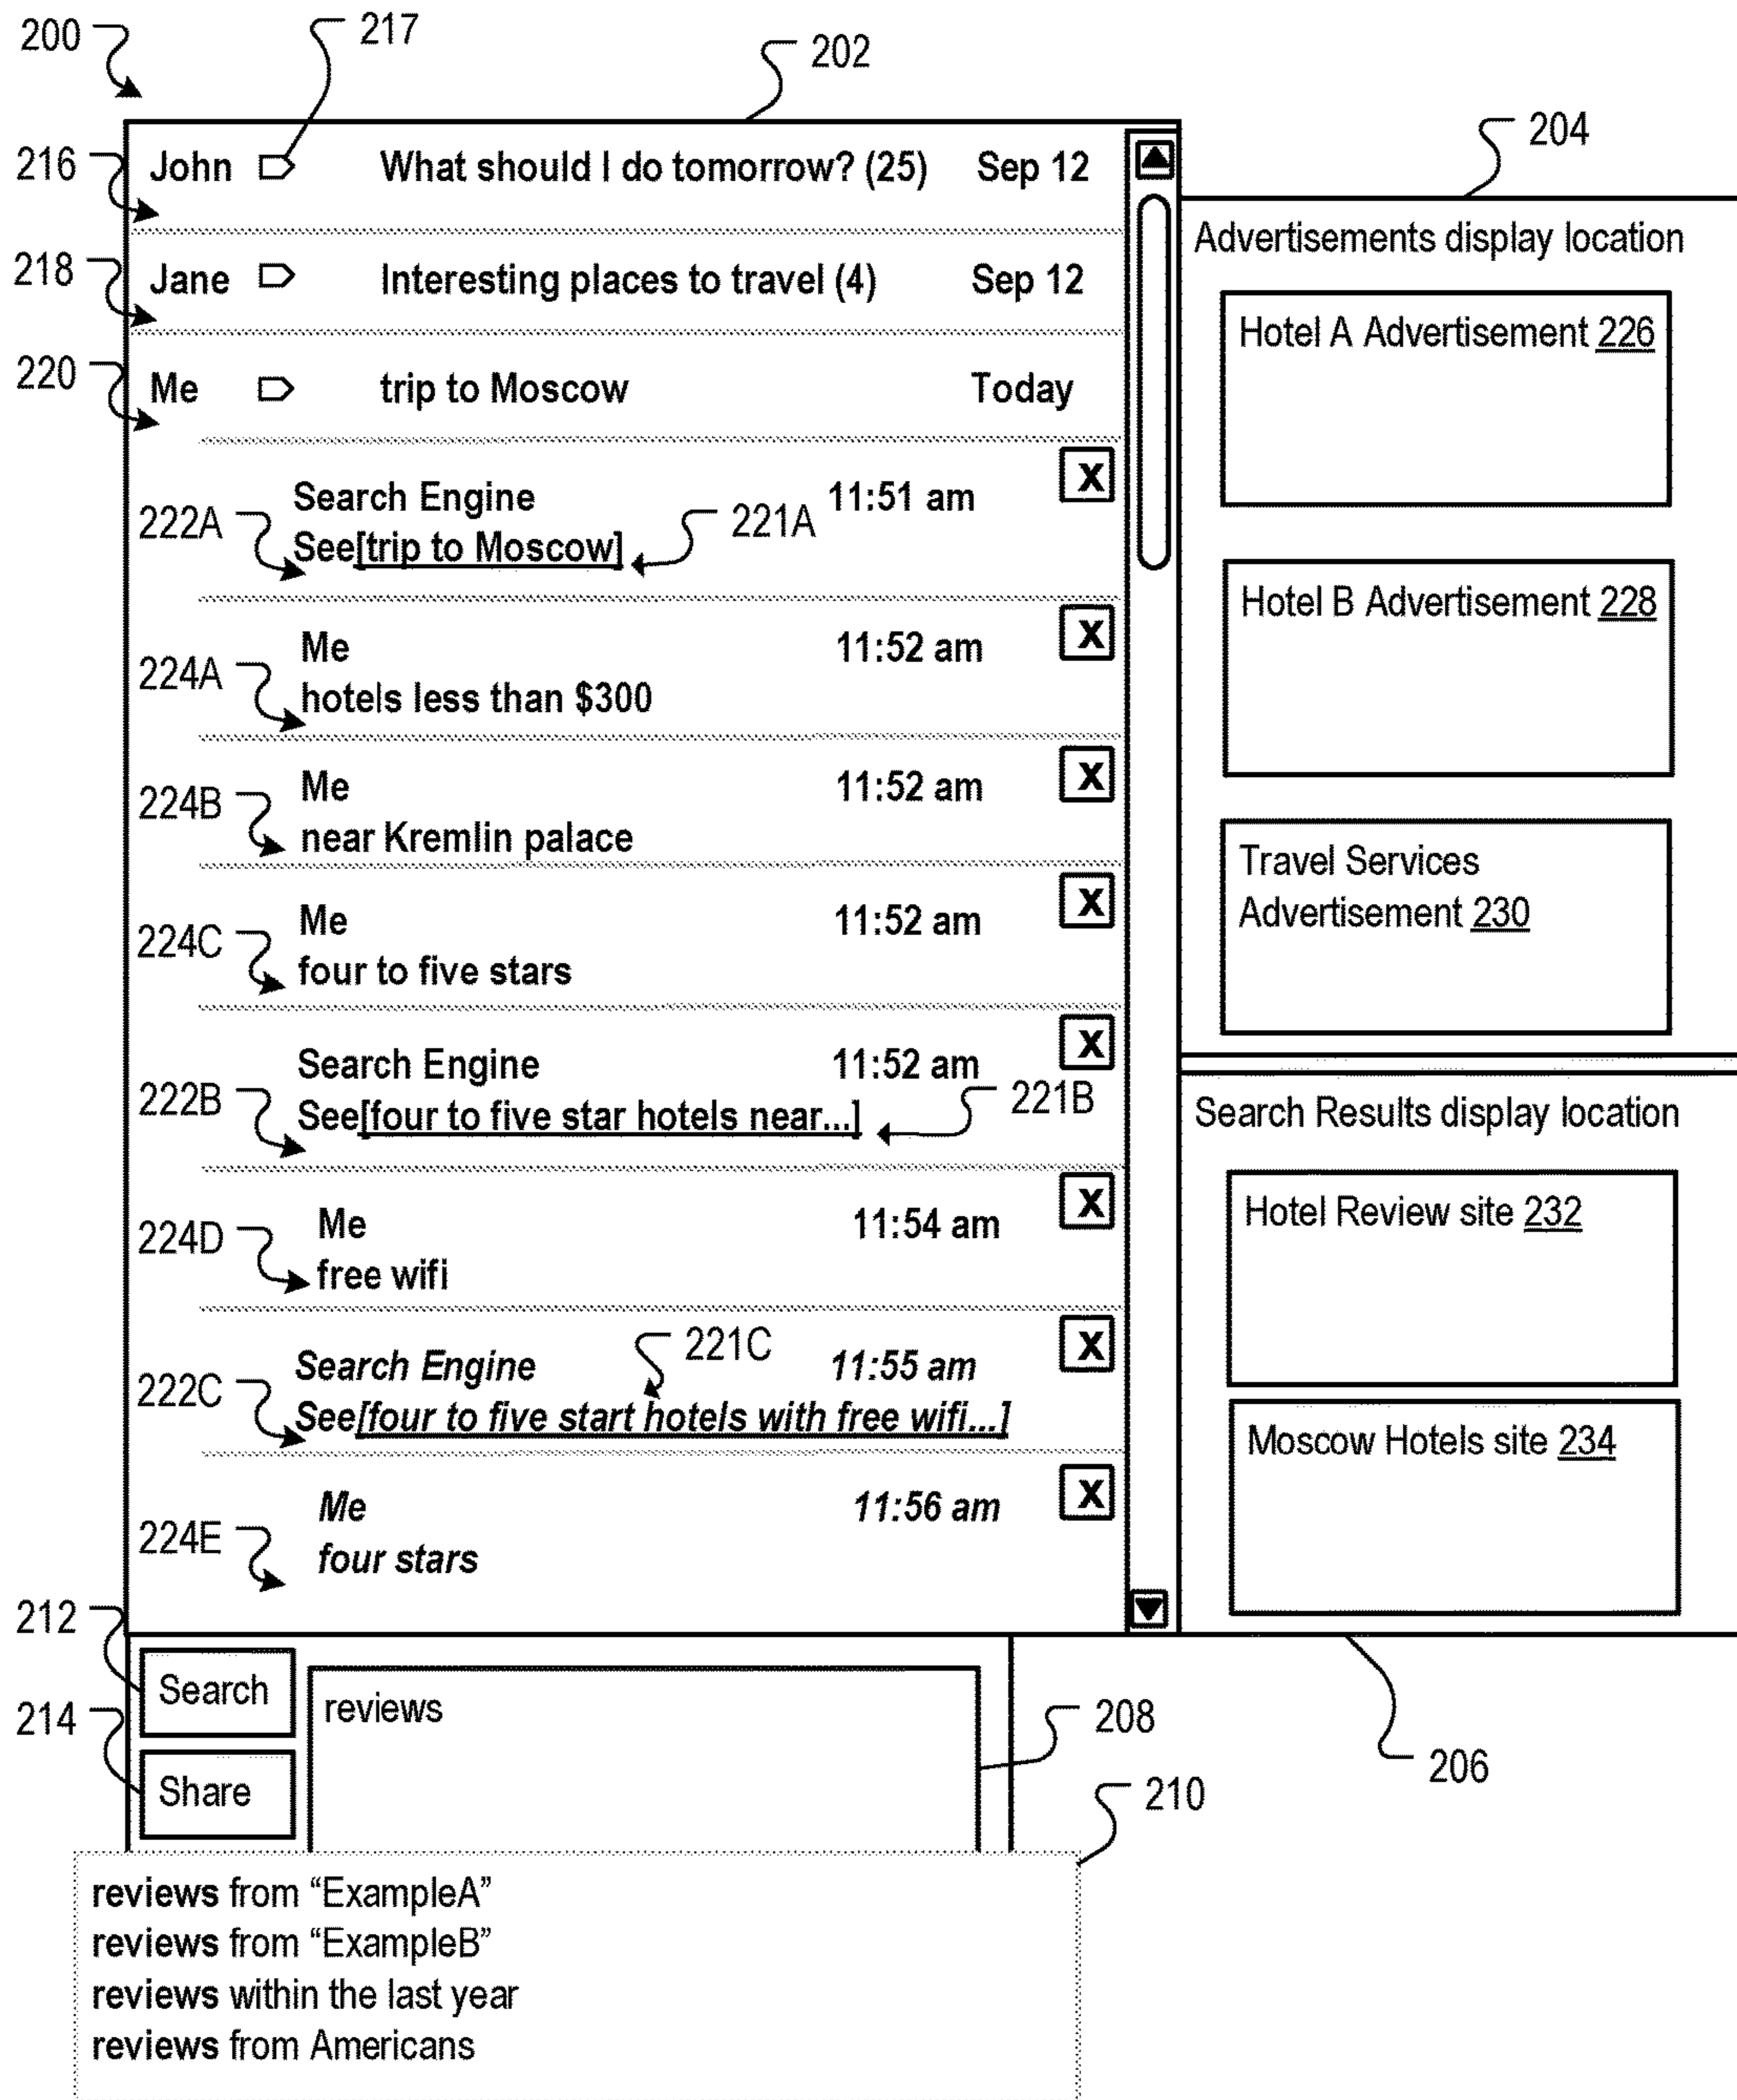 200
217
202
204
216
John What should I do tomorrow? (25) Sep 12
218
Jane Interesting places to travel (4) Sep 12
220
Me trip to Moscow Today
X
Search Engine 11:51 am
222A
See[trip to Moscow]
221A
X
Me 11:52 am
224A
hotels less than $300
X
Me 11:52 am
224B
near Kremlin palace
X
Me 11:52 am
224C
four to five stars
X
Search Engine 11:52 am
222B
See[four to five star hotels near...]
221B
X
Me 11:54 am
224D
free wifi
X
221C
Search Engine 11:55 am
222C
See[four to five start hotels with free wifi...]
X
Me 11:56 am
224E
four stars
Advertisements display location
Hotel A Advertisement 226
Hotel B Advertisement 228
Travel Services
Advertisement 230
Search Results display location
Hotel Review site 232
Moscow Hotels site 234
206
212
Search
214
Share
reviews
208
210
reviews from “ExampleA”
reviews from “ExampleB”
reviews within the last year
reviews from Americans